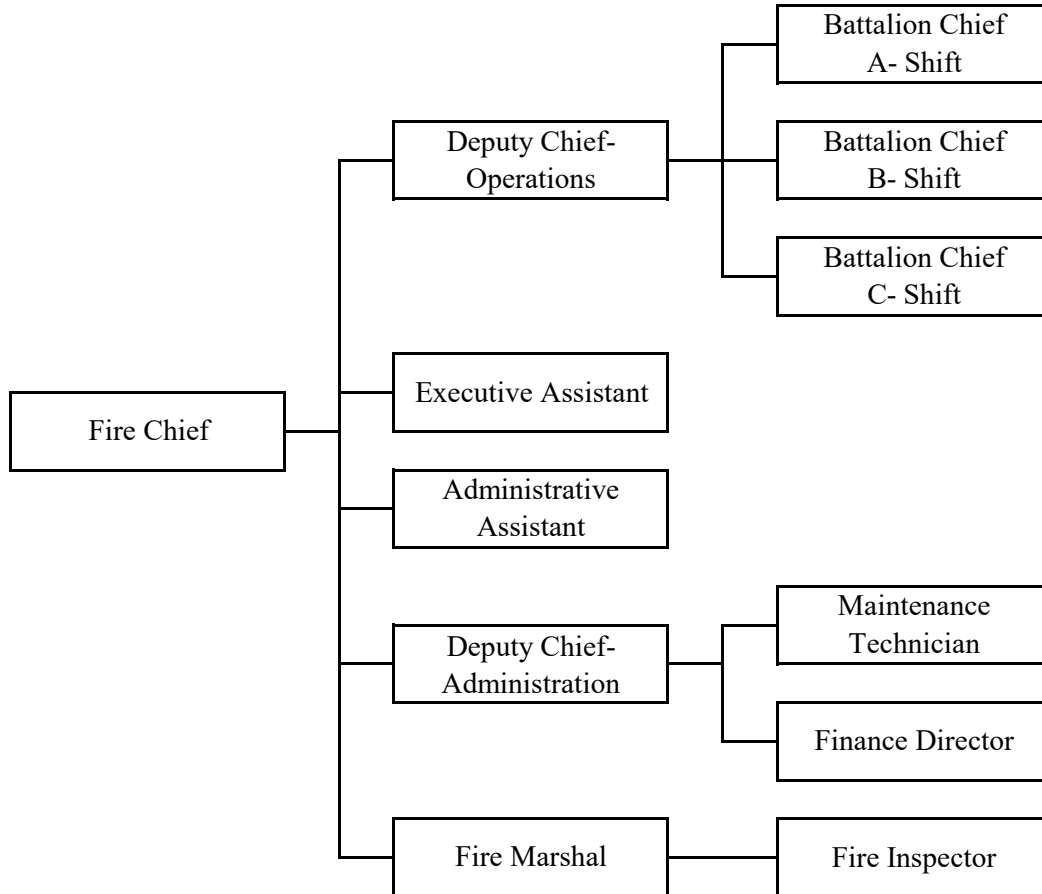 Battalion Chief
A- Shift
Deputy Chief-
Operations
Battalion Chief
B- Shift
Battalion Chief
C- Shift
Fire Chief
Executive Assistant
Administrative
Assistant
Deputy Chief-
Administration
Maintenance
Technician
Finance Director
Fire Marshal
Fire Inspector